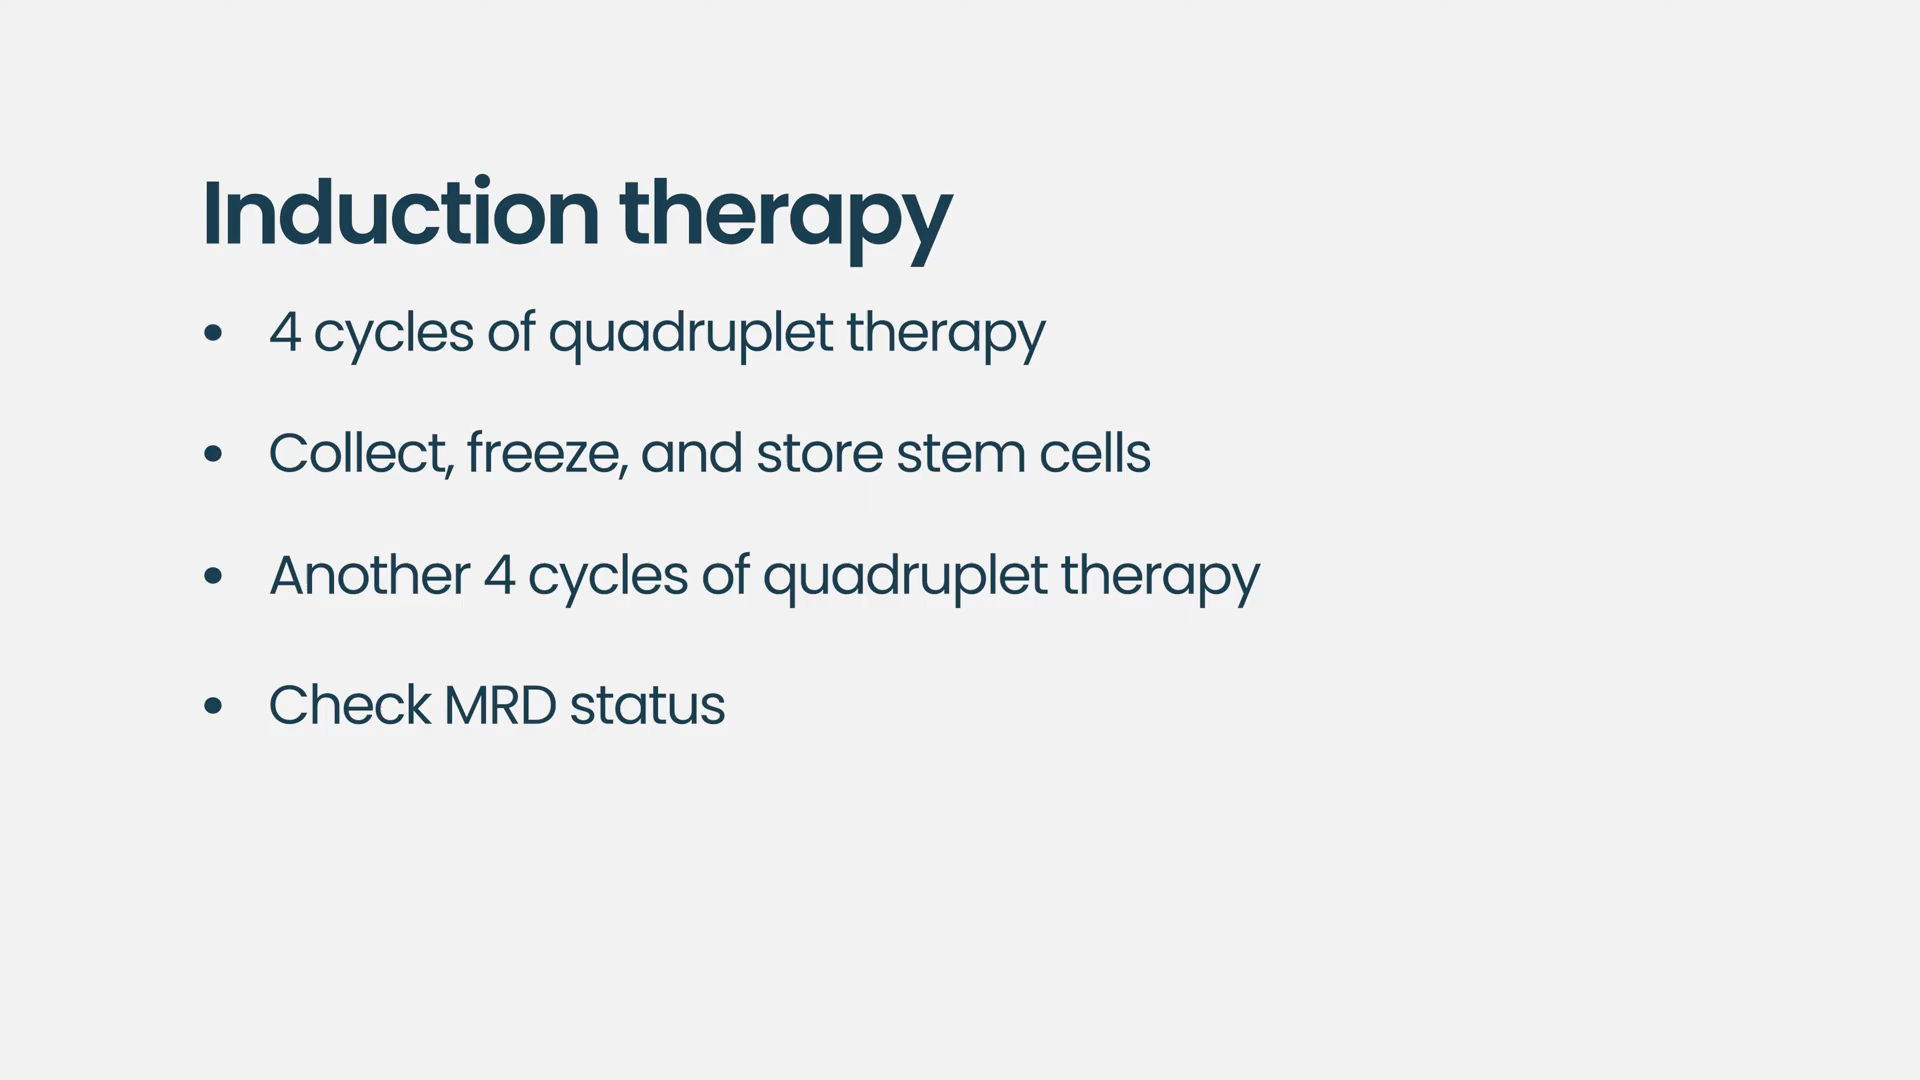 Induction therapy
• 4 cycles of quadruplet therapy
• Collect, freeze, and store stem cells
• Another 4 cycles of quadruplet therapy
• Check MRD status